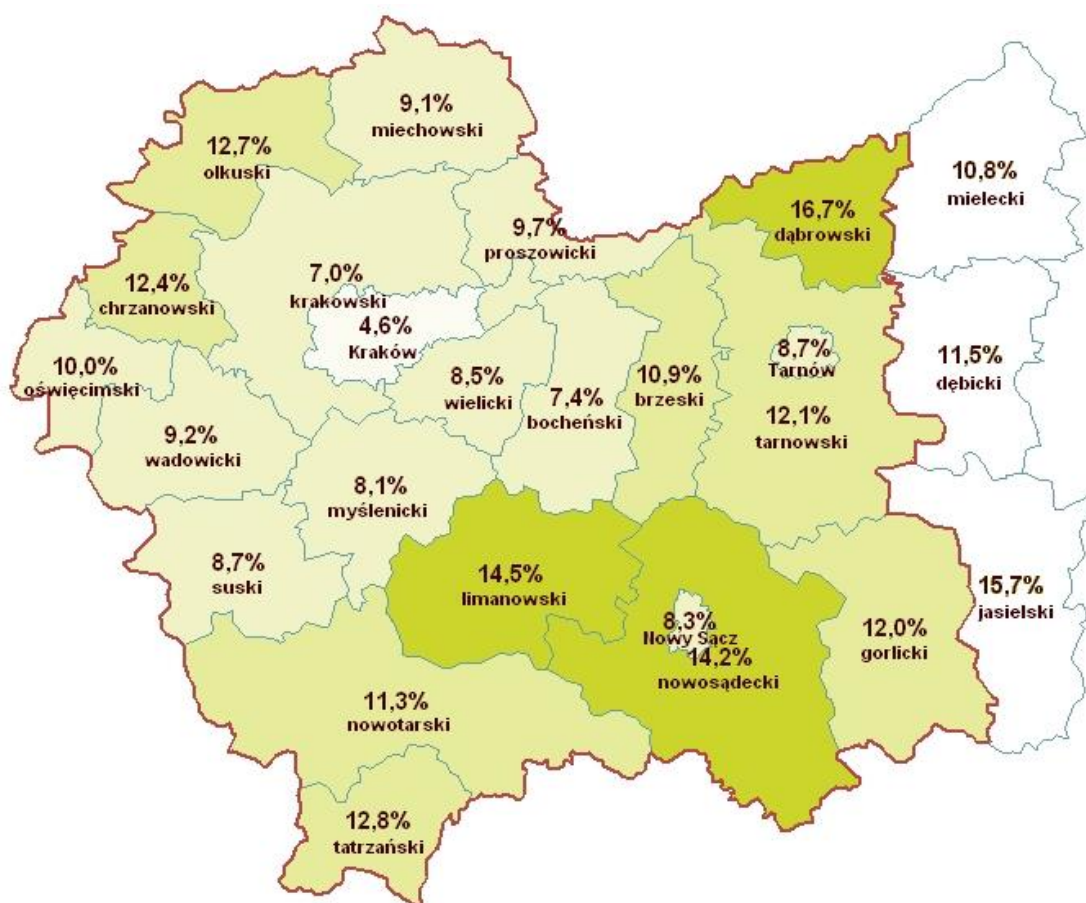 9,1%
miechowski
12,7%
olkuski
10,8%
mielecki
16,7%
dąbrowski
9,7%
proszowicki
7,0%
krakowski
12,4%
chrzanowski
4,6%
Kraków
8,7%
Tarnów
11,5%
dębicki
10,0%
oświęcimski
8,5%
wielicki
7,4%
bocheński
10,9%
brzeski
12,1%
tarnowski
9,2%
wadowicki
8,1%
myślenicki
8,7%
suski
14,5%
limanowski
15,7%
jasielski
8,3%
Nowy Sącz
14,2%
nowosądecki
12,0%
gorlicki
11,3%
nowotarski
12,8%
tatrzański